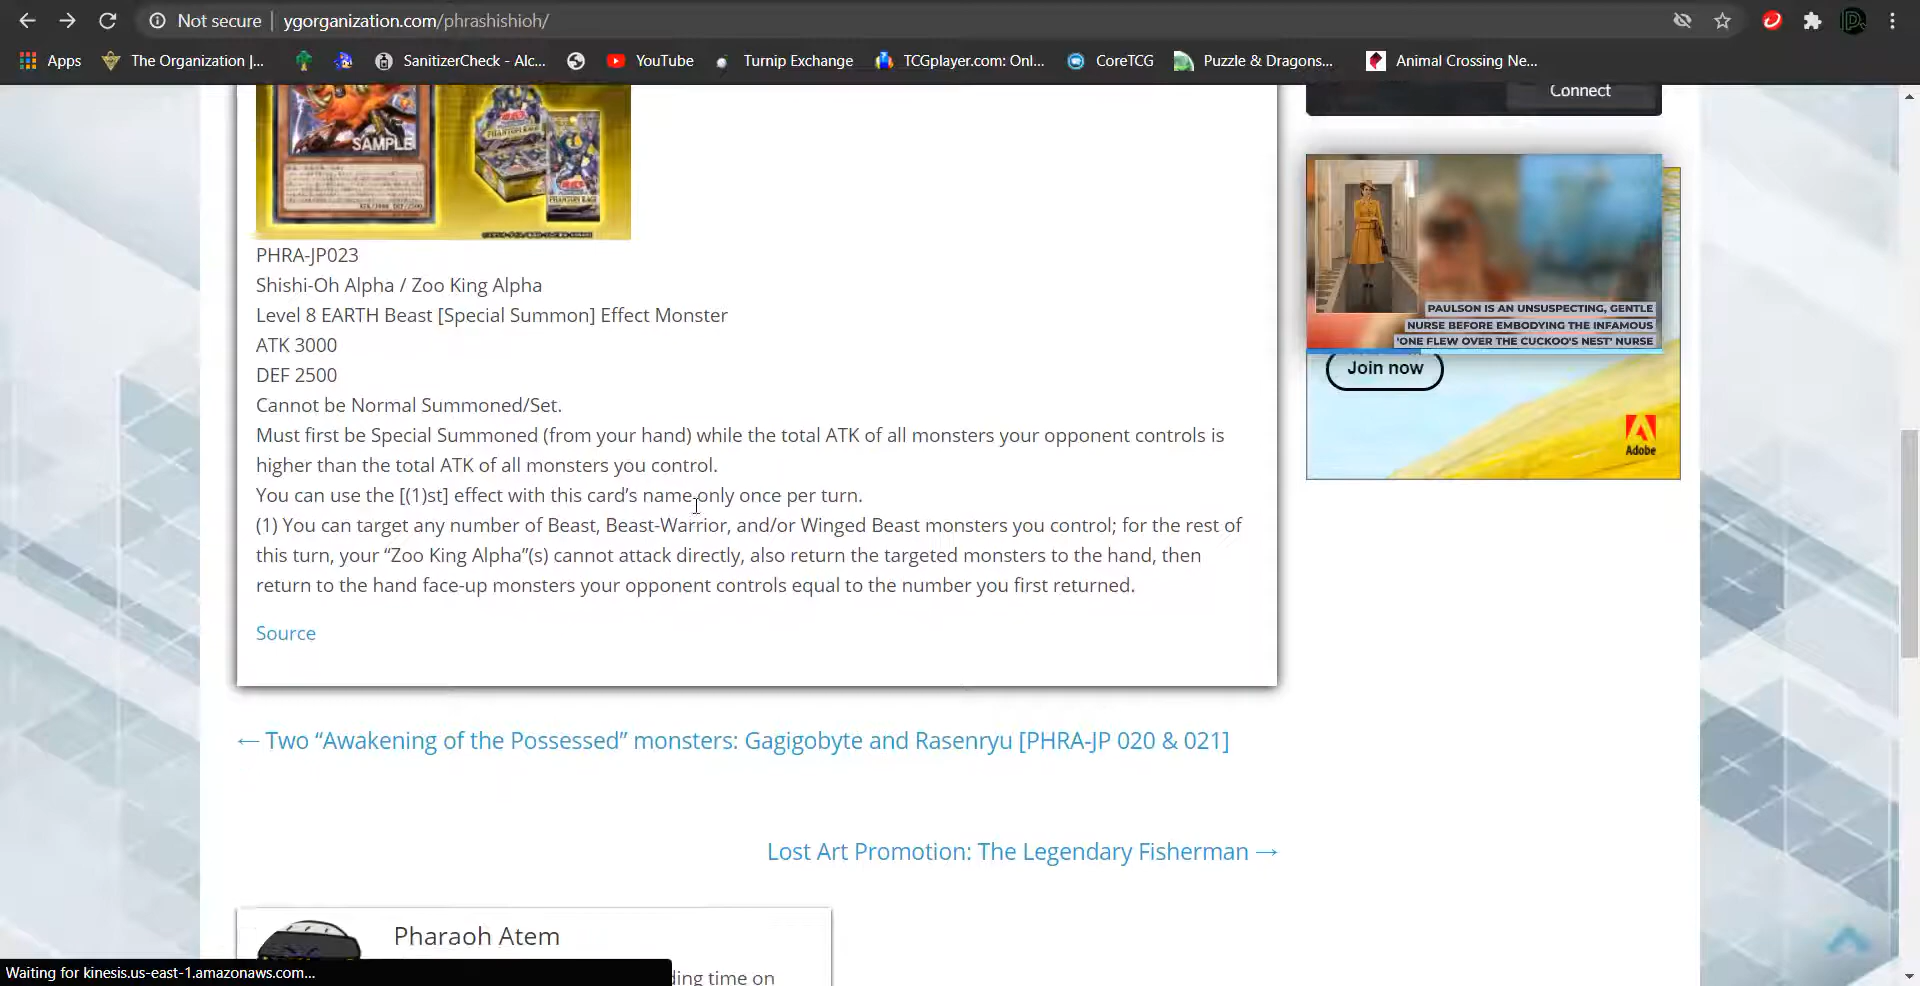 Not secure | ygorganization.com/phrashishioh/
Apps
The Organization |...
SanitizerCheck - Alc...
YouTube
Turnip Exchange
TCGplayer.com: Onl...
CoreTCG
Puzzle & Dragons...
Animal Crossing Ne...
Connect
SAMPLE
PHANTOM RAGE
PHRA-JP023
Shishi-Oh Alpha / Zoo King Alpha
Level 8 EARTH Beast [Special Summon] Effect Monster
ATK 3000
DEF 2500
Cannot be Normal Summoned/Set.
Must first be Special Summoned (from your hand) while the total ATK of all monsters your opponent controls is
higher than the total ATK of all monsters you control.
You can use the [(1)st] effect with this card’s name only once per turn.
(1) You can target any number of Beast, Beast-Warrior, and/or Winged Beast monsters you control; for the rest of
this turn, your “Zoo King Alpha”(s) cannot attack directly, also return the targeted monsters to the hand, then
return to the hand face-up monsters your opponent controls equal to the number you first returned.
Source
PAULSON IS AN UNSUSPECTING, GENTLE
NURSE BEFORE EMBODYING THE INFAMOUS
'ONE FLEW OVER THE CUCKOO'S NEST' NURSE
Join now
Adobe
← Two “Awakening of the Possessed” monsters: Gagigobyte and Rasenryu [PHRA-JP 020 & 021]
Lost Art Promotion: The Legendary Fisherman →
Pharaoh Atem
ding time on
Waiting for kinesis.us-east-1.amazonaws.com...